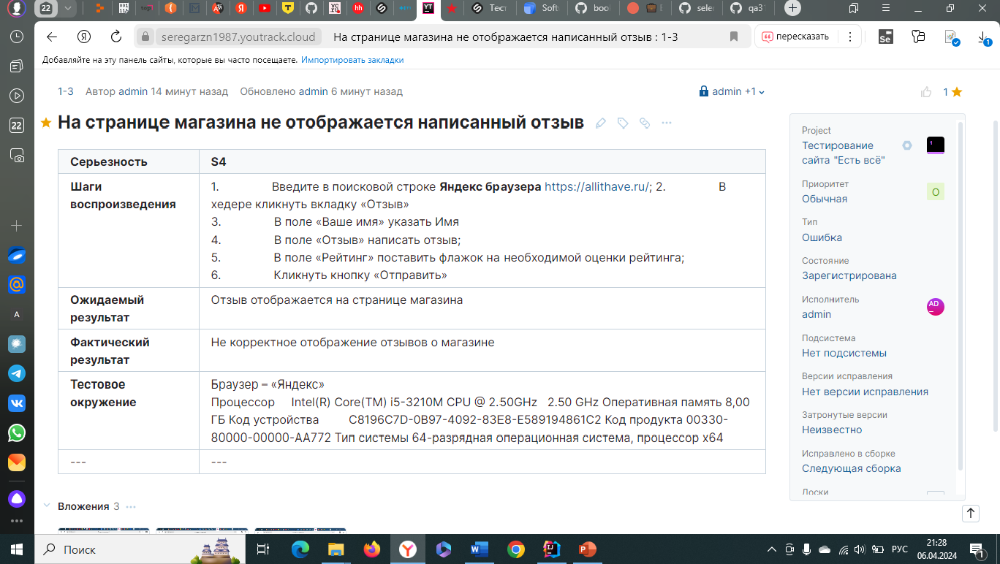 22
Тест
Soft
bool
Е
sele
qa3
seregarzn1987.youtrack.cloud
На странице магазина не отображается написанный отзыв : 1-3
пересказать
Se
1
Добавляйте на эту панель сайты, которые вы часто посещаете. Импортировать закладки
1-3 Автор admin 14 минут назад Обновлено admin 6 минут назад
admin +1
1
На странице магазина не отображается написанный отзыв
Серьезность S4
Шаги воспроизведения
1. Введите в поисковой строке Яндекс браузера https://allithave.ru/; 2. В
хедере кликнуть вкладку «Отзыв»
3. В поле «Ваше имя» указать Имя
4. В поле «Отзыв» написать отзыв;
5. В поле «Рейтинг» поставить флажок на необходимой оценки рейтинга;
6. Кликнуть кнопку «Отправить»
Ожидаемый
результат
Отзыв отображается на странице магазина
Фактический
результат
Не корректное отображение отзывов о магазине
Тестовое
окружение
Браузер – «Яндекс»
Процессор Intel(R) Core(TM) i5-3210M CPU @ 2.50GHz 2.50 GHz Оперативная память 8,00
ГБ Код устройства C8196C7D-0B97-4092-83E8-E589194861C2 Код продукта 00330-
80000-00000-AA772 Тип системы 64-разрядная операционная система, процессор x64
--- ---
Вложения 3
Project
Тестирование
сайта "Есть всё"
Приоритет
Обычная
О
Тип
Ошибка
Состояние
Зарегистрирована
Исполнитель
admin
AD
Подсистема
Нет подсистемы
Версии исправления
Нет версии исправления
Затронутые версии
Неизвестно
Исправлено в сборке
Следующая сборка
Доски
22
A
Поиск
РУС
21:28
06.04.2024
1